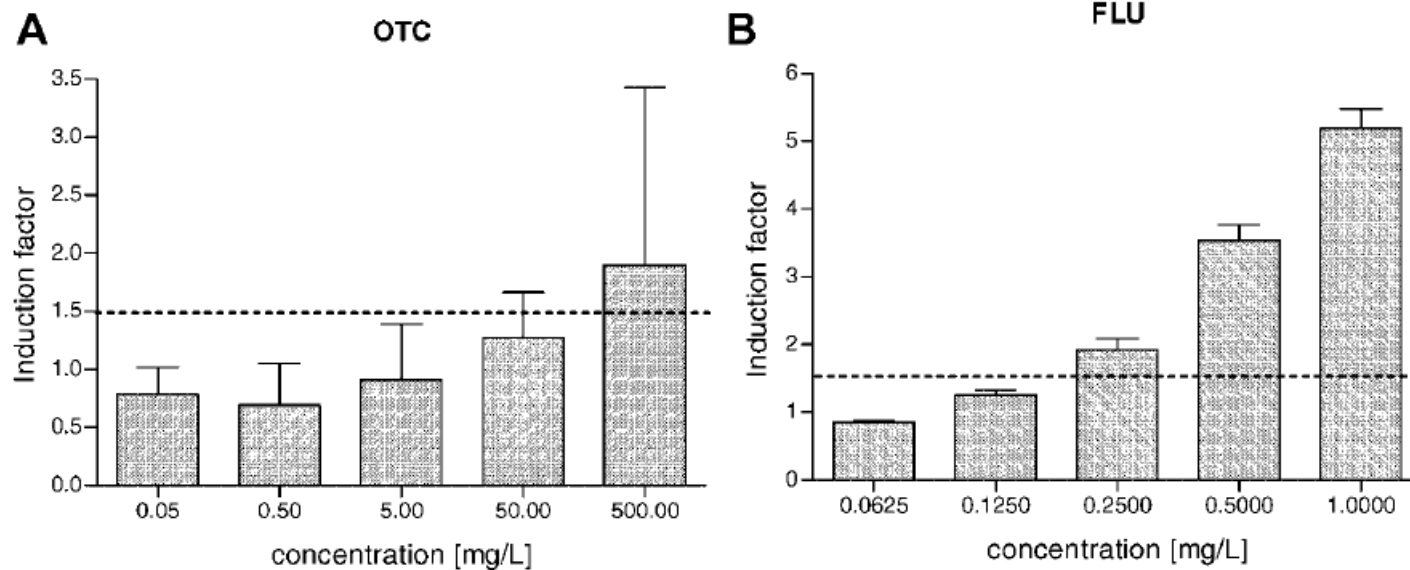 A
OTC
3.5
3.0
2.5
2.0
1.5
1.0
0.5
0.0
Induction factor
0.05 0.50 5.00 50.00 500.00
concentration [mg/L]
B
FLU
6
5
4
3
2
1
0
Induction factor
0.0625 0.1250 0.2500 0.5000 1.0000
concentration [mg/L]